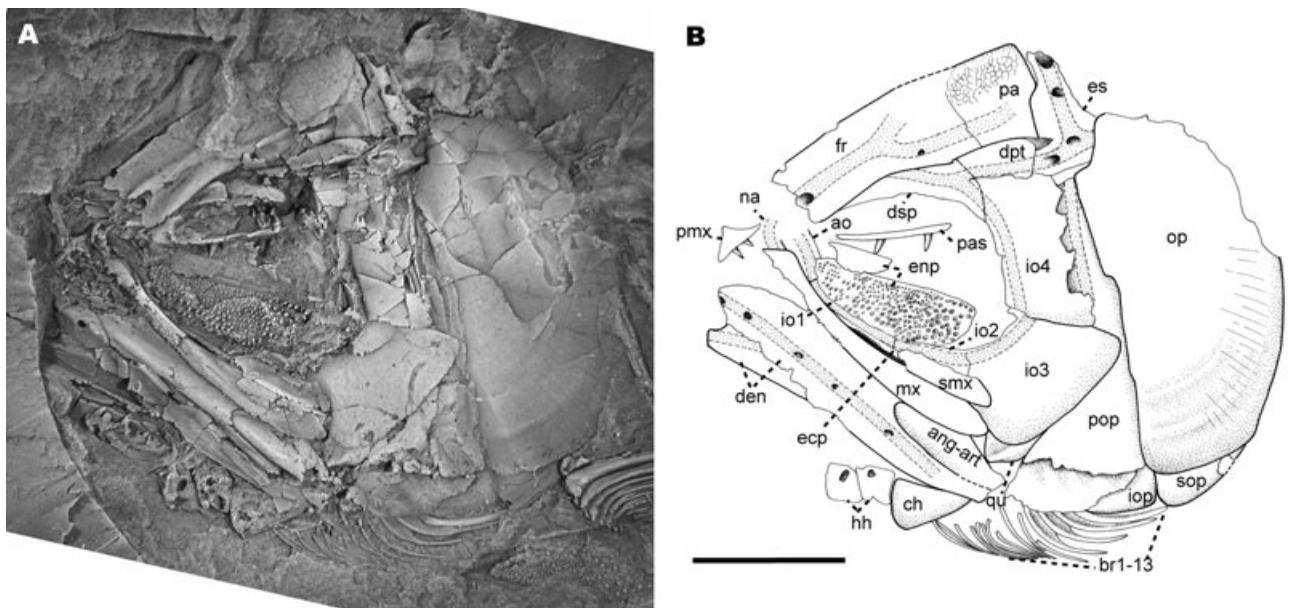 A
B
pa
es
fr
dpt
na
dsp
ao
pmx
pas
op
enp
io4
io1
io2
io3
den
smx
mx
ecp
pop
ang-art
sop
qu
iop
hh
ch
br1-13